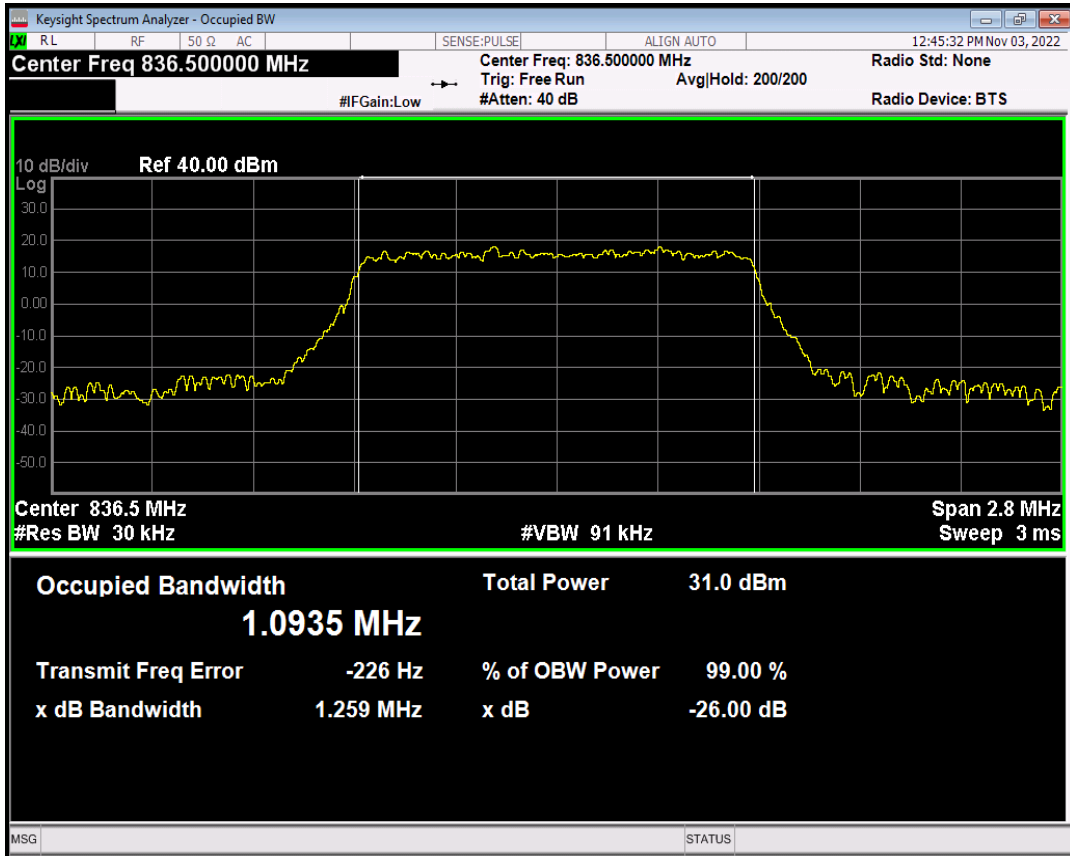 Keysight Spectrum Analyzer - Occupied BW
LXI RL RF 50 Ω AC SENSE:PULSE ALIGN AUTO 12:45:32 PM Nov 03, 2022
Center Freq 836.500000 MHz Center Freq: 836.500000 MHz Radio Std: None
Trig: Free Run Avg|Hold: 200/200
#IFGain:Low #Atten: 40 dB Radio Device: BTS
10 dB/div Ref 40.00 dBm
Log
30.0
20.0
10.0
0.00
-10.0
-20.0
-30.0
-40.0
-50.0
Center 836.5 MHz Span 2.8 MHz
#Res BW 30 kHz #VBW 91 kHz Sweep 3 ms
Occupied Bandwidth Total Power 31.0 dBm
1.0935 MHz
Transmit Freq Error -226 Hz % of OBW Power 99.00 %
x dB Bandwidth 1.259 MHz x dB -26.00 dB
MSG STATUS